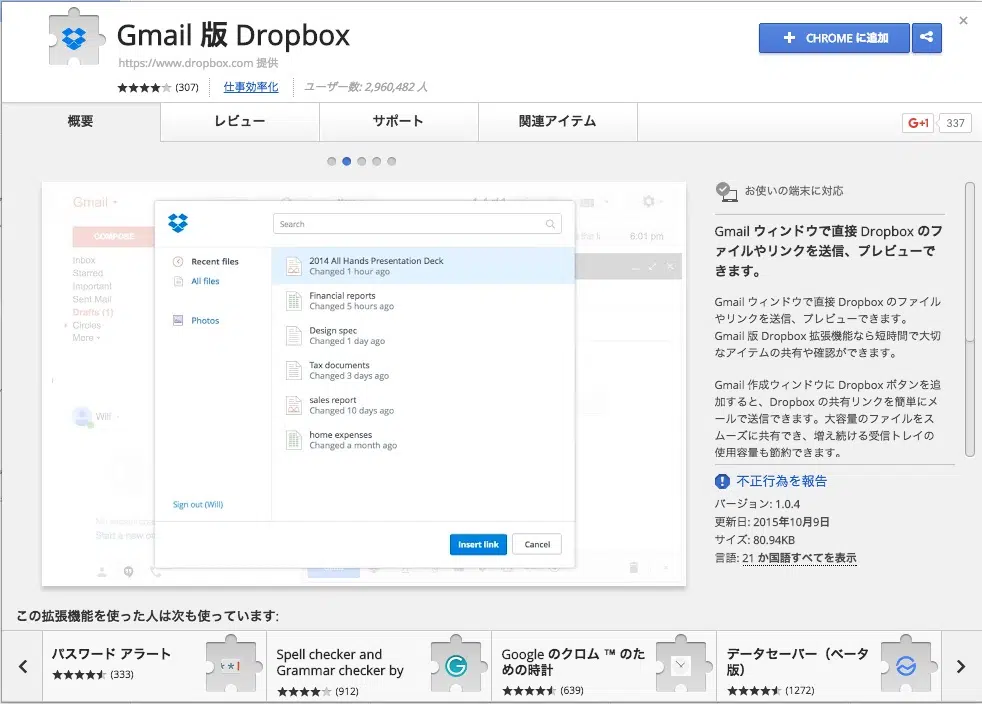 Gmail 版 Dropbox
https://www.dropbox.com 提供
(307) 仕事効率化 ユーザー数: 2,960,482 人
CHROME に追加
概要 レビュー サポート 関連アイテム
G+1 337
Gmail
COMPOSE
Inbox
Starred
Important
Sent Mail
Drafts (1)
Circles
More
Will
6:01 pm
Search
Recent files
All files
Photos
2014 All Hands Presentation Deck
Changed 1 hour ago
Financial reports
Changed 5 hours ago
Design spec
Changed 1 day ago
Tax documents
Changed 3 days ago
sales report
Changed 10 days ago
home expenses
Changed a month ago
Sign out (Will)
Insert link Cancel
お使いの端末に対応
Gmail ウィンドウで直接 Dropbox のフ
ァイルやリンクを送信、プレビューで
きます。
Gmail ウィンドウで直接 Dropbox のファイル
やリンクを送信、プレビューできます。
Gmail 版 Dropbox 拡張機能なら短時間で大切
なアイテムの共有や確認ができます。
Gmail 作成ウィンドウに Dropbox ボタンを追
加すると、Dropbox の共有リンクを簡単にメ
ールで送信できます。大容量のファイルをス
ムーズに共有でき、増え続ける受信トレイの
使用容量も節約できます。
不正行為を報告
バージョン: 1.0.4
更新日: 2015年10月9日
サイズ: 80.94KB
言語: 21 か国語すべてを表示
この拡張機能を使った人は次も使っています:
パスワード アラート
(333)
Spell checker and
Grammar checker by
(912)
Google のクロム ™ のた
めの時計
(639)
データセーバー（ベータ
版）
(1272)